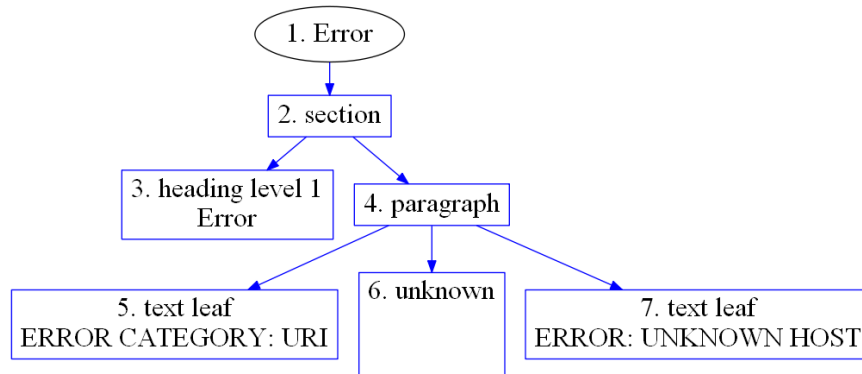 1. Error
2. section
3. heading level 1
Error
4. paragraph
5. text leaf
ERROR CATEGORY: URI
6. unknown
7. text leaf
ERROR: UNKNOWN HOST